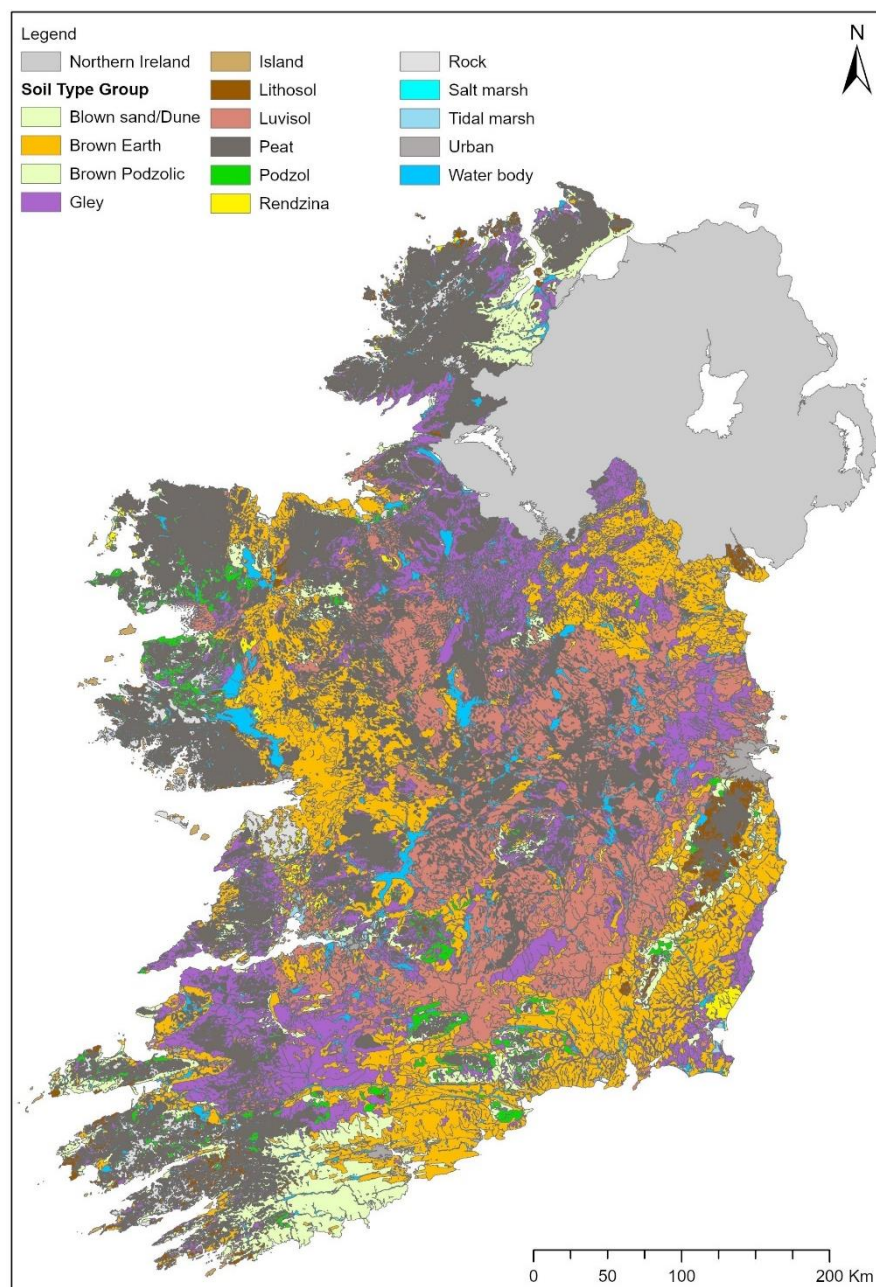 Legend
Northern Ireland
Soil Type Group
Blown sand/Dune
Brown Earth
Brown Podzolic
Gley
Island
Lithosol
Luvisol
Peat
Podzol
Rendzina
Rock
Salt marsh
Tidal marsh
Urban
Water body
N
0 50 100 200 Km